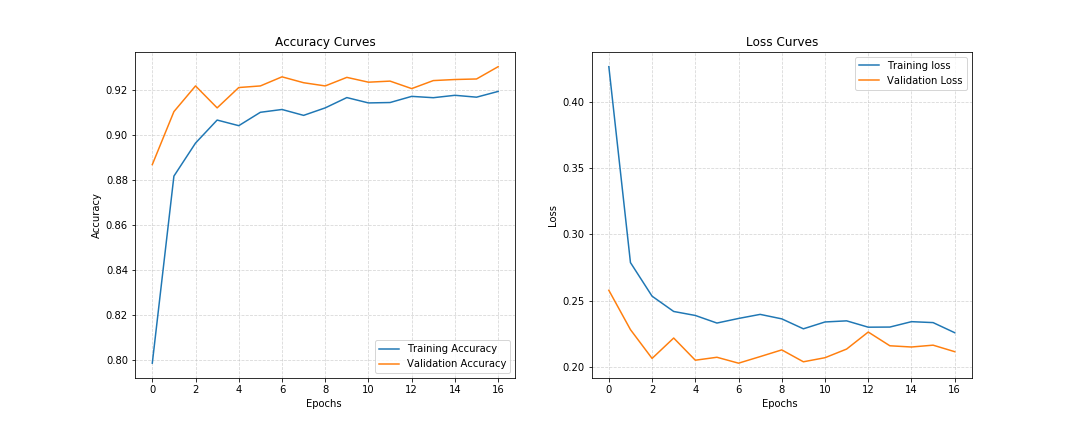 Accuracy Curves
Accuracy
0.92
0.90
0.88
0.86
0.84
0.82
0.80
Training Accuracy
Validation Accuracy
0 2 4 6 8 10 12 14 16
Epochs
Loss Curves
Loss
Training loss
Validation Loss
0.40
0.35
0.30
0.25
0.20
0 2 4 6 8 10 12 14 16
Epochs